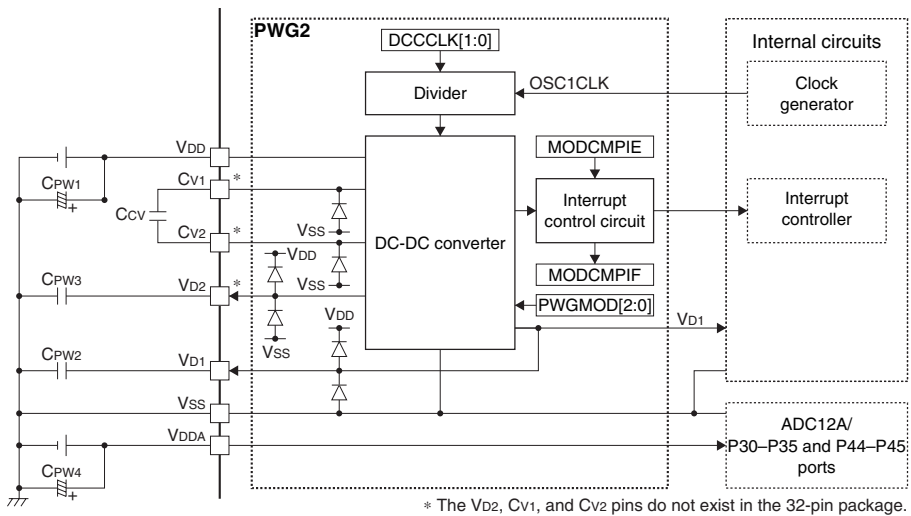 PWG2
DCCCLK[1:0]
Internal circuits
Divider
OSC1CLK
Clock
generator
VDD
MODCMPIE
CPW1
CV1 *
CCV
VSS
DC-DC converter
Interrupt
control circuit
Interrupt
controller
CV2 *
VDD
VSS
MODCMPIF
CPW3
VD2 *
PWGMOD[2:0]
VSS
VDD
VD1
CPW2
VD1
VSS
VDDA
ADC12A/
P30–P35 and P44–P45
ports
CPW4
* The VD2, CV1, and CV2 pins do not exist in the 32-pin package.